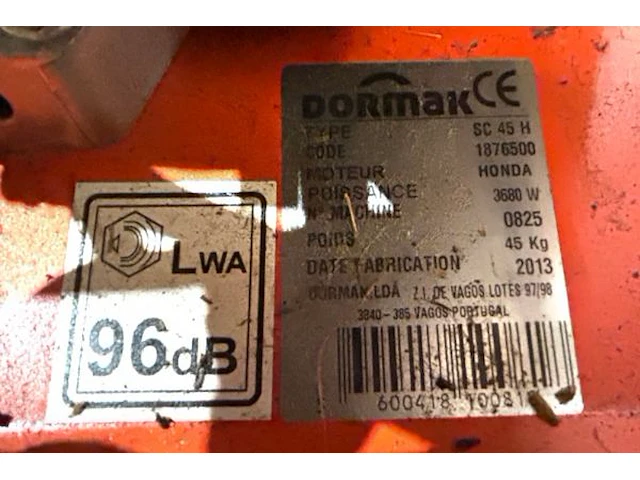 DORMAK CE
TYPE SC 45 H
CODE 1876500
MOTEUR HONDA
PUISSANCE 3680 W
Nº MACHINE 0825
POIDS 45 Kg
DATE FABRICATION 2013
DORMAK.LDA Z.I. DE VAGOS LOTES 97/98
3840-385 VAGOS PORTUGAL
600418
LWA
96dB